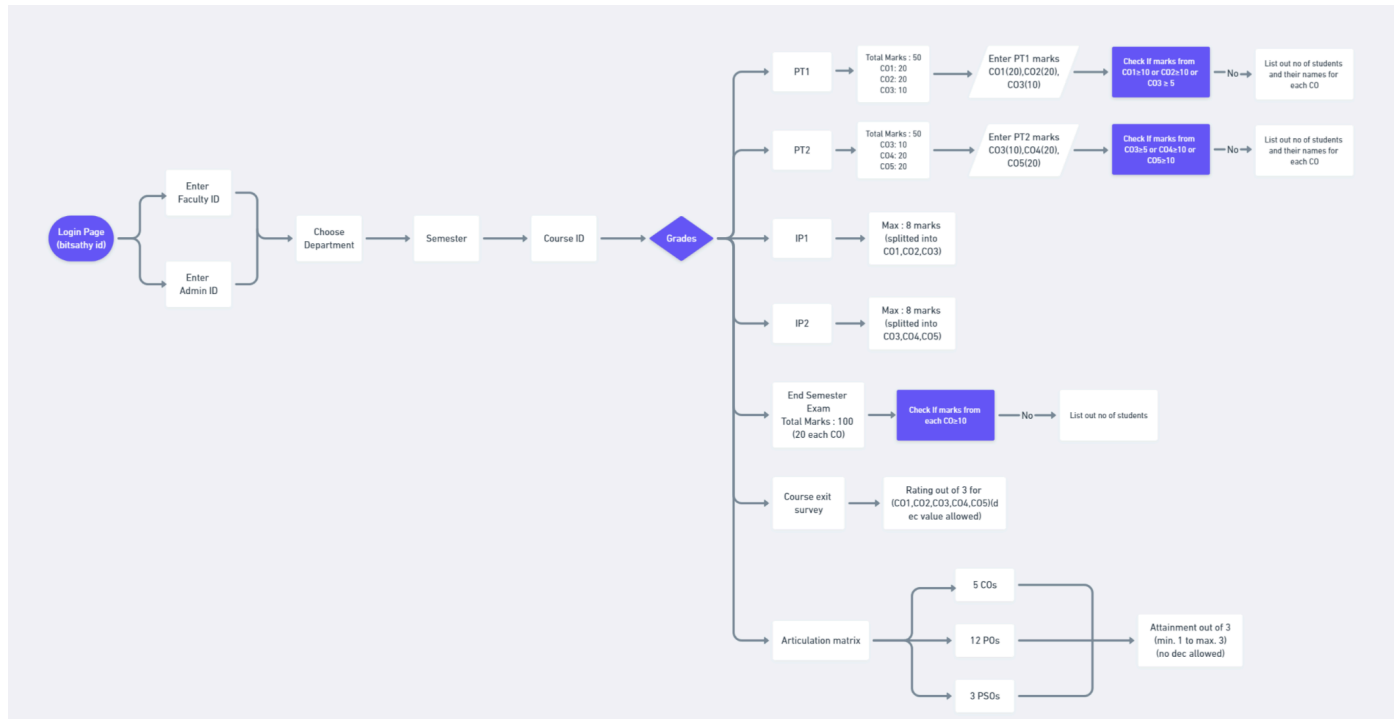 Login Page
(bitsathy id)
Enter
Faculty ID
Enter
Admin ID
Choose
Department
Semester
Course ID
Grades
PT1
Total Marks : 50
CO1: 20
CO2: 20
CO3: 10
Enter PT1 marks
CO1(20),CO2(20),
CO3(10)
Check If marks from
CO1≥10 or CO2≥10 or
CO3 ≥ 5
No
List out no of students
and their names for
each CO
PT2
Total Marks : 50
CO3: 10
CO4: 20
CO5: 20
Enter PT2 marks
CO3(10),CO4(20),
CO5(20)
Check If marks from
CO3≥5 or CO4≥10 or
CO5≥10
No
List out no of students
and their names for
each CO
IP1
Max : 8 marks
(splitted into
CO1,CO2,CO3)
IP2
Max : 8 marks
(splitted into
CO3,CO4,CO5)
End Semester
Exam
Total Marks : 100
(20 each CO)
Check If marks from
each CO≥10
No
List out no of students
Course exit
survey
Rating out of 3 for
(CO1,CO2,CO3,CO4,CO5)(d
ec value allowed)
Articulation matrix
5 COs
12 POs
3 PSOs
Attainment out of 3
(min. 1 to max. 3)
(no dec allowed)